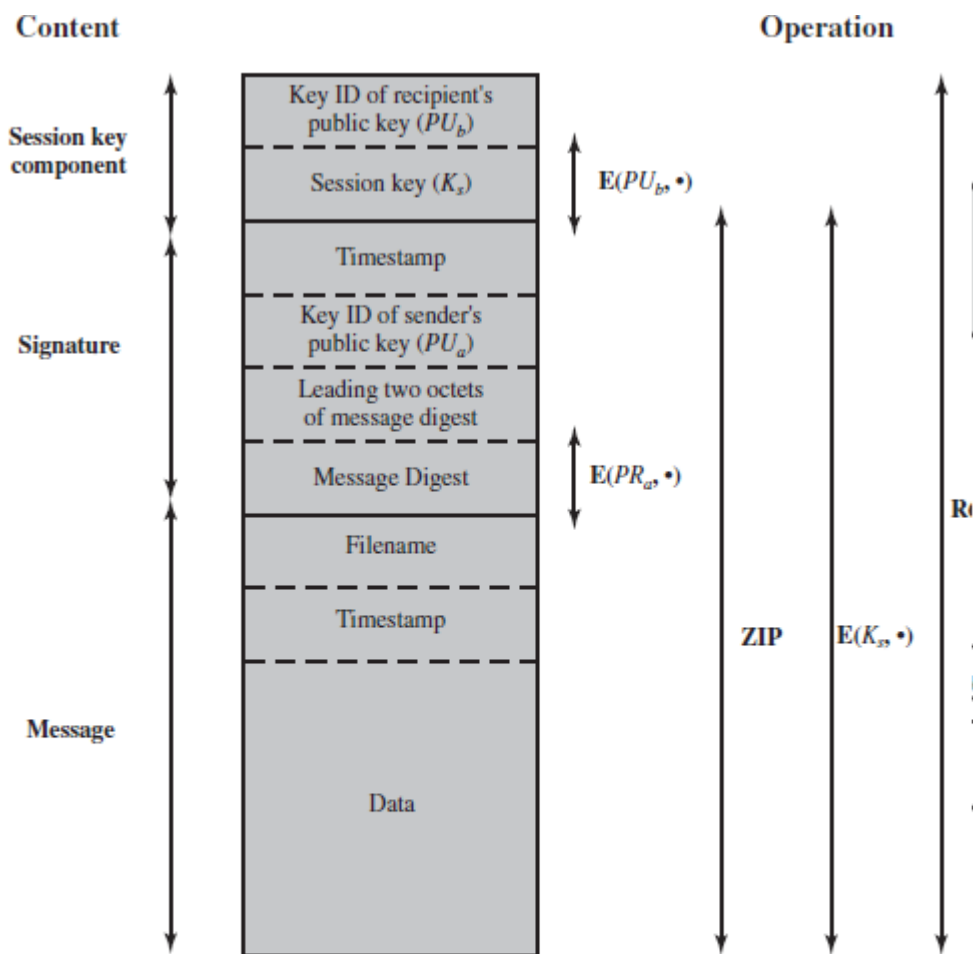 Content
Operation
Key ID of recipient's
public key (PU_b)
Session key
component
Session key (K_s)
E(PU_b, •)
Timestamp
Key ID of sender's
public key (PU_a)
Signature
Leading two octets
of message digest
Message Digest
E(PR_a, •)
Filename
Timestamp
ZIP
E(K_s, •)
Message
Data